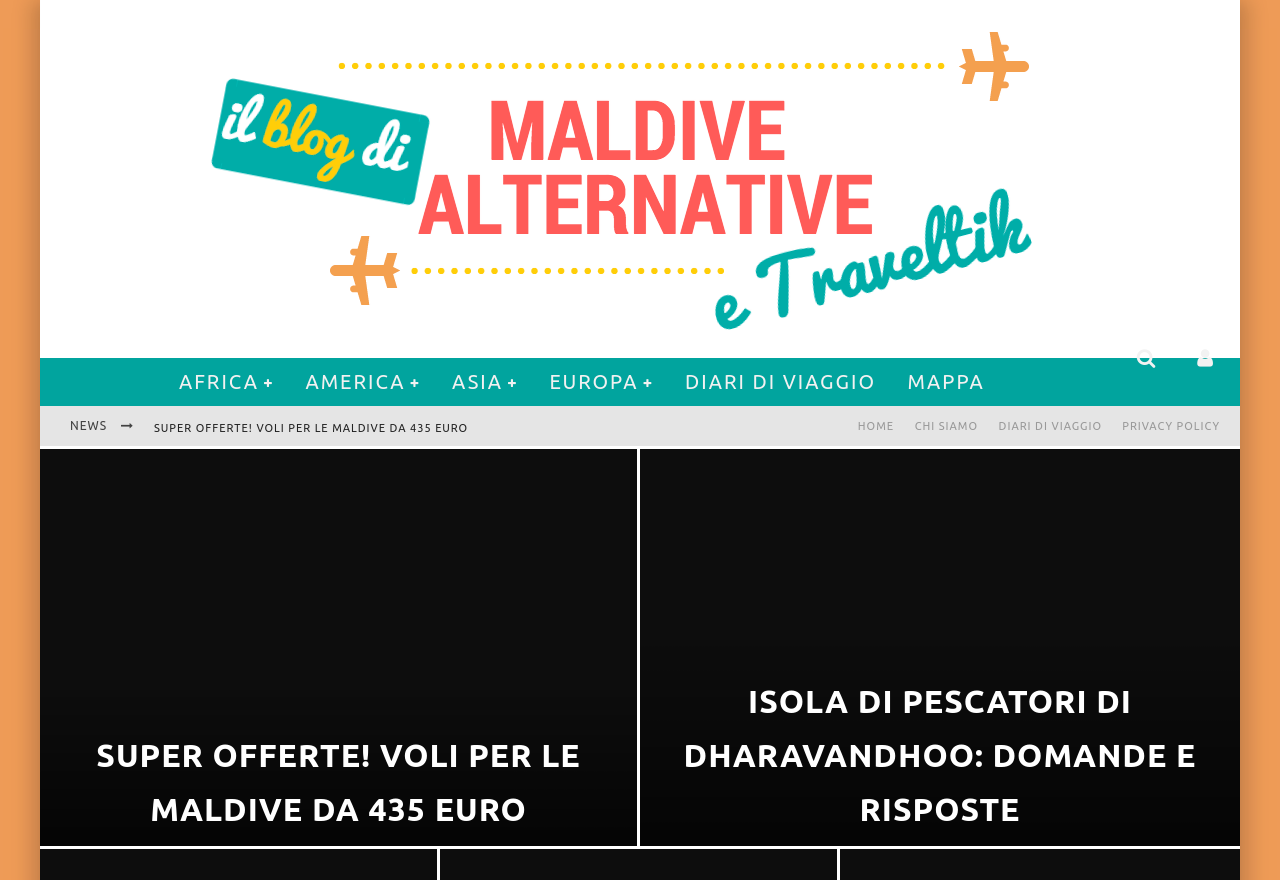 il blog di
MALDIVE
ALTERNATIVE
e Traveltik
AFRICA + AMERICA + ASIA + EUROPA + DIARI DI VIAGGIO MAPPA
NEWS → SUPER OFFERTE! VOLI PER LE MALDIVE DA 435 EURO HOME CHI SIAMO DIARI DI VIAGGIO PRIVACY POLICY
SUPER OFFERTE! VOLI PER LE
MALDIVE DA 435 EURO
ISOLA DI PESCATORI DI
DHARAVANDHOO: DOMANDE E
RISPOSTE